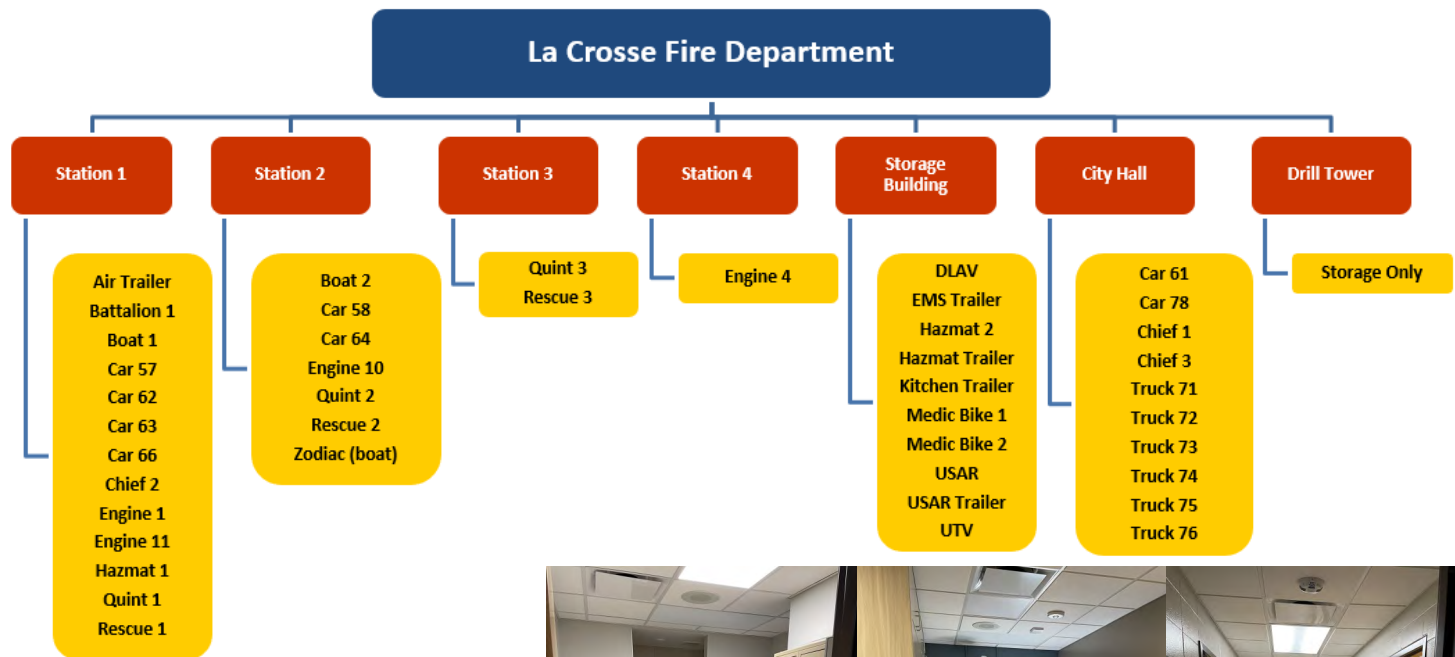 La Crosse Fire Department
Station 1
Air Trailer
Battalion 1
Boat 1
Car 57
Car 62
Car 63
Car 66
Chief 2
Engine 1
Engine 11
Hazmat 1
Quint 1
Rescue 1
Station 2
Boat 2
Car 58
Car 64
Engine 10
Quint 2
Rescue 2
Zodiac (boat)
Station 3
Quint 3
Rescue 3
Station 4
Engine 4
Storage
Building
DLAV
EMS Trailer
Hazmat 2
Hazmat Trailer
Kitchen Trailer
Medic Bike 1
Medic Bike 2
USAR
USAR Trailer
UTV
City Hall
Car 61
Car 78
Chief 1
Chief 3
Truck 71
Truck 72
Truck 73
Truck 74
Truck 75
Truck 76
Drill Tower
Storage Only